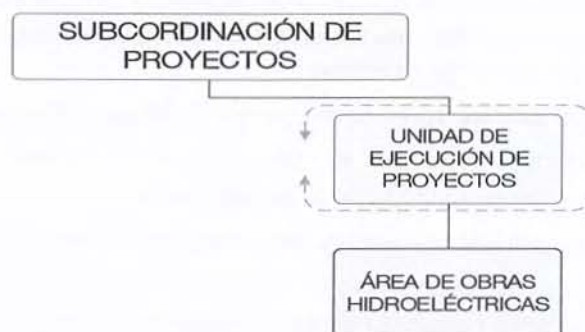 SUBCORDINACIÓN DE
PROYECTOS
UNIDAD DE
EJECUCIÓN DE
PROYECTOS
ÁREA DE OBRAS
HIDROELÉCTRICAS